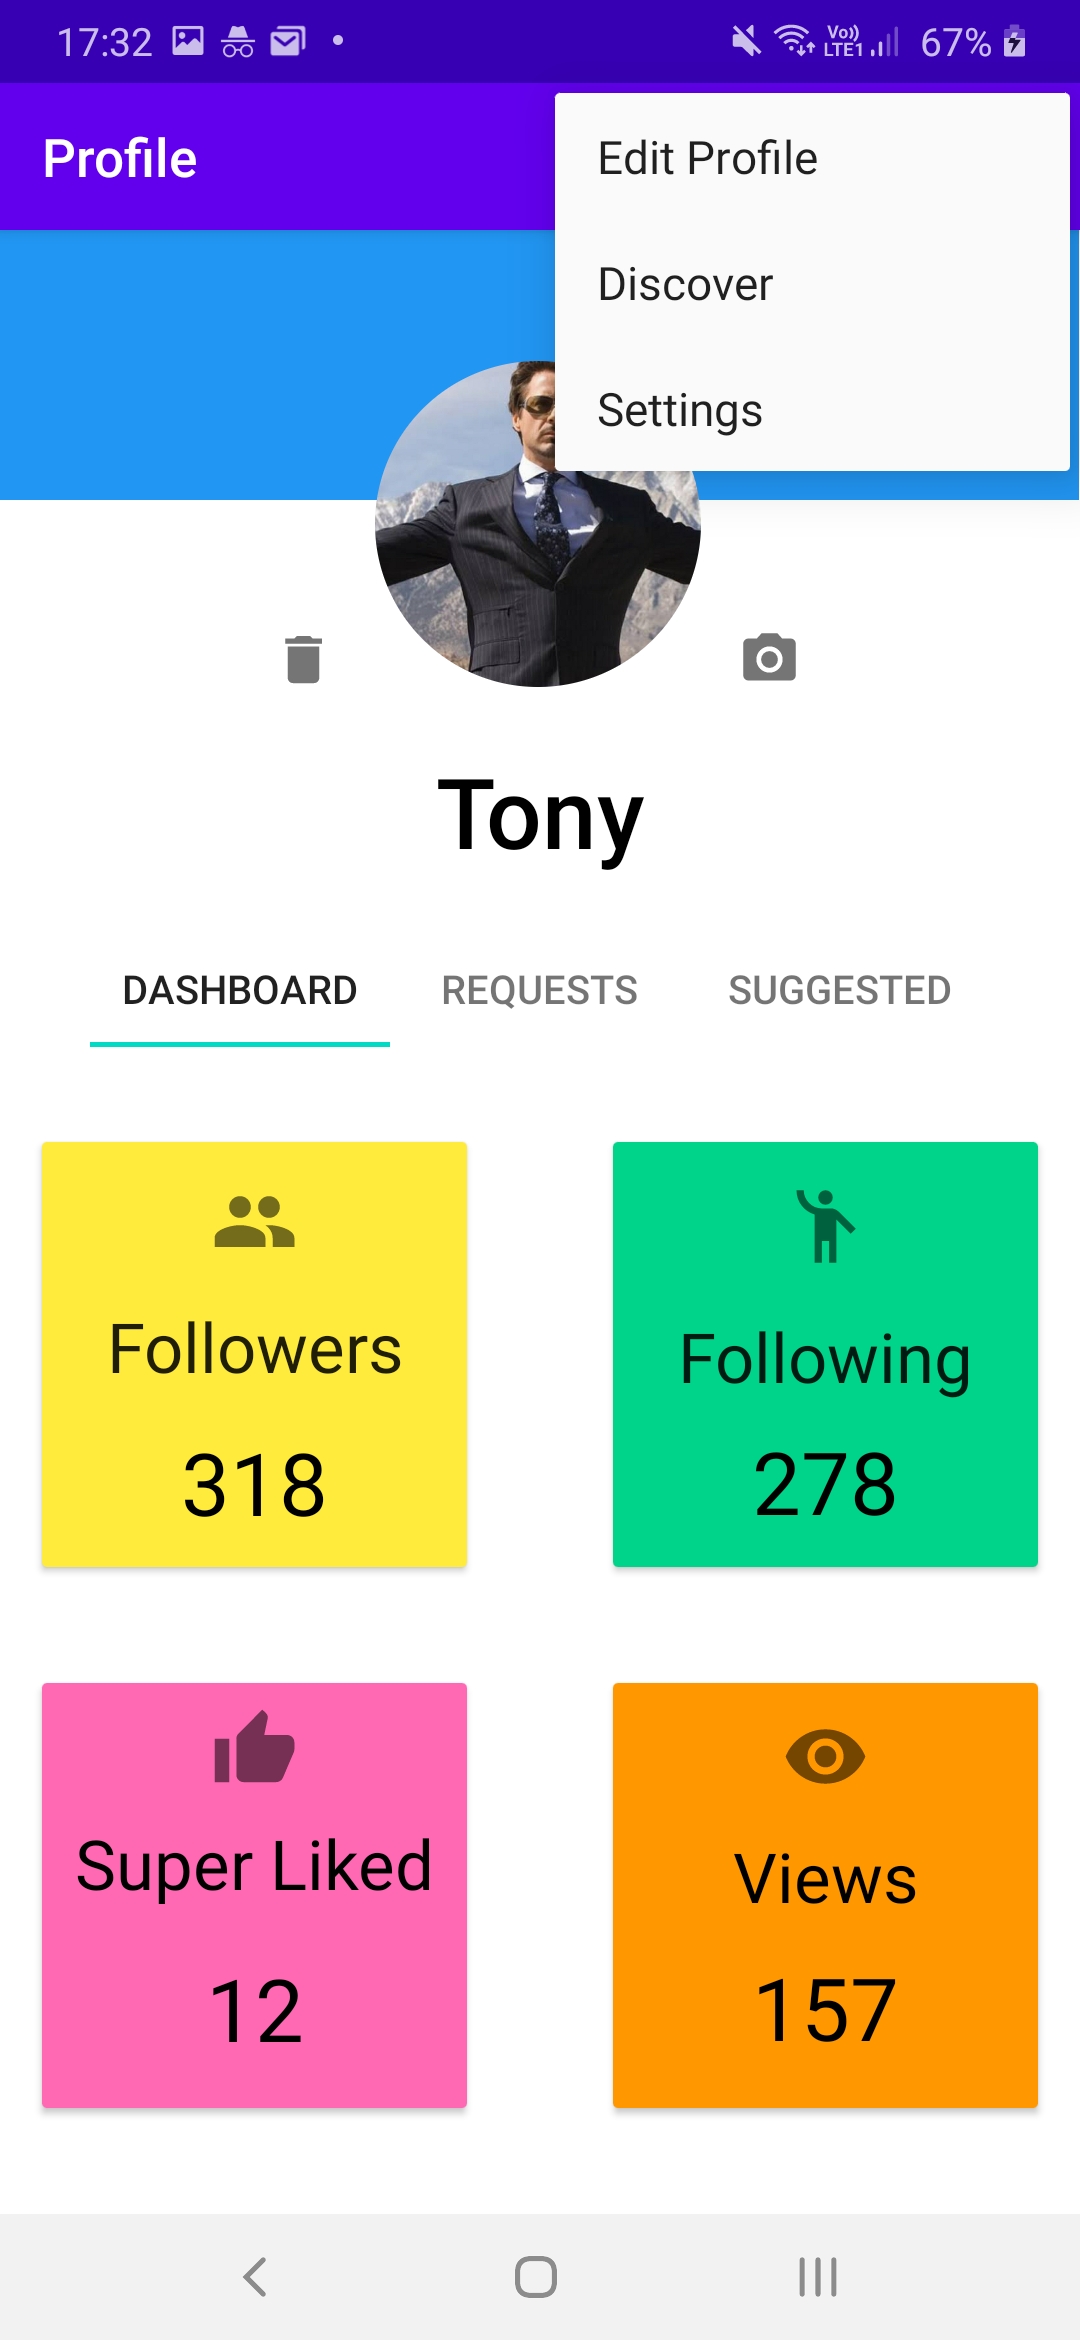 17:32
Vo)) LTE1 67%
Profile
Edit Profile
Discover
Settings
Tony
DASHBOARD REQUESTS SUGGESTED
Followers
318
Following
278
Super Liked
12
Views
157